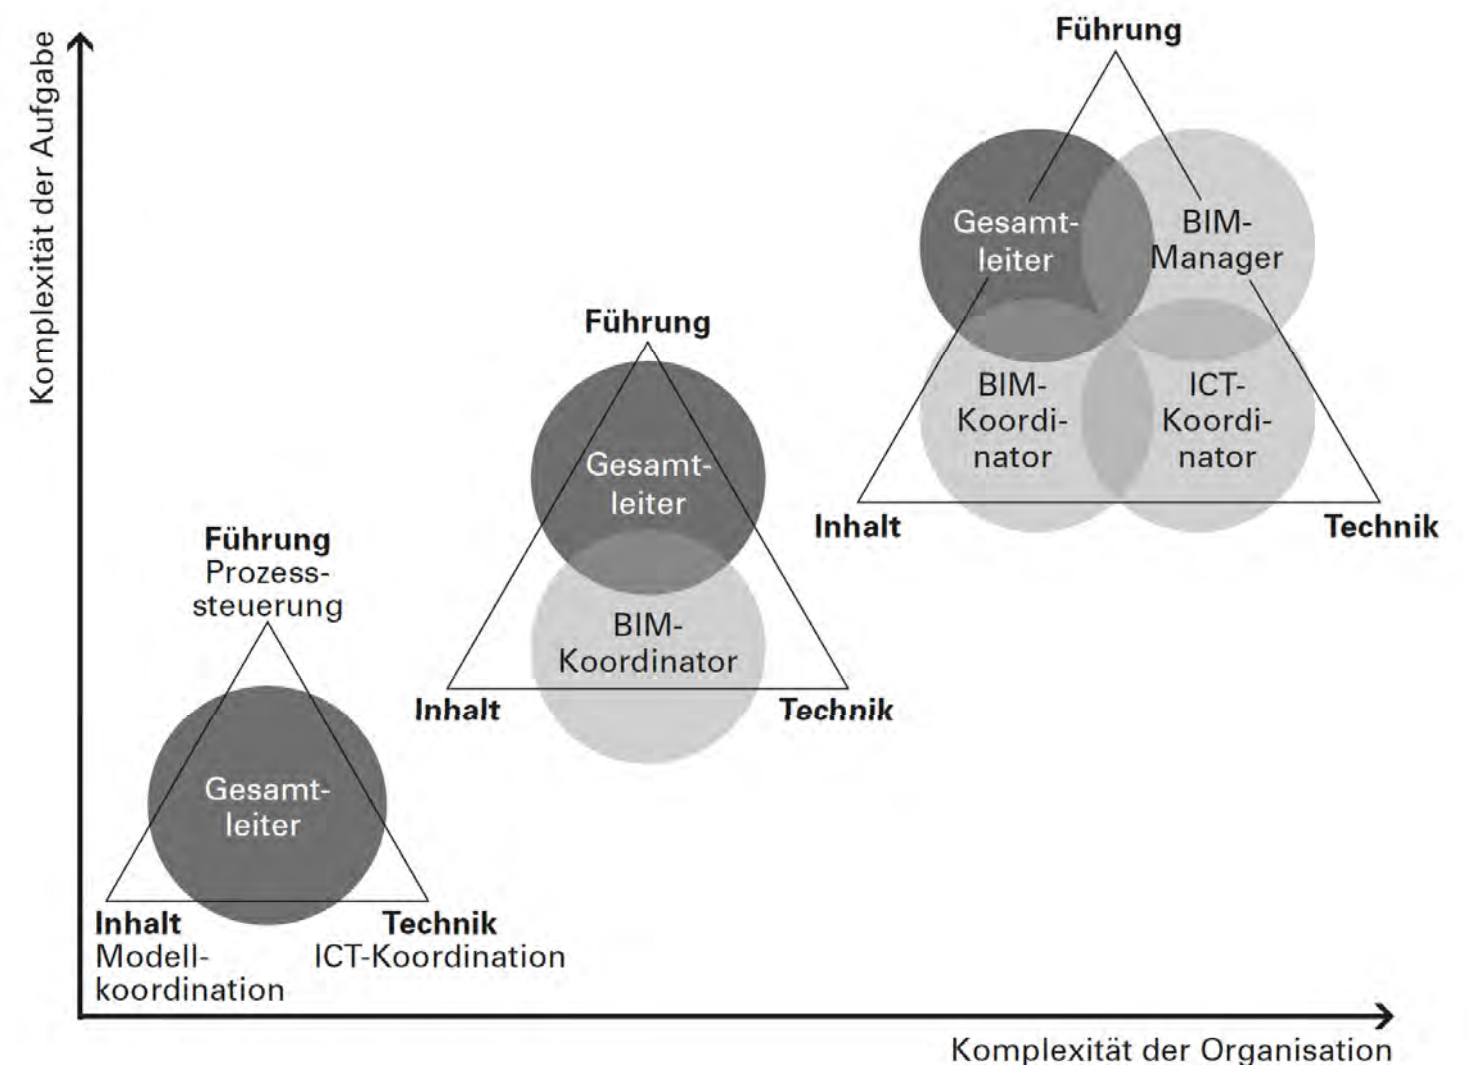 Komplexität der Aufgabe
Führung
Gesamt-
leiter
BIM-
Manager
BIM-
Koordi-
nator
ICT-
Koordi-
nator
Inhalt
Technik
Führung
Gesamt-
leiter
BIM-
Koordinator
Inhalt
Technik
Führung
Prozess-
steuerung
Gesamt-
leiter
Inhalt
Modell-
koordination
Technik
ICT-Koordination
Komplexität der Organisation